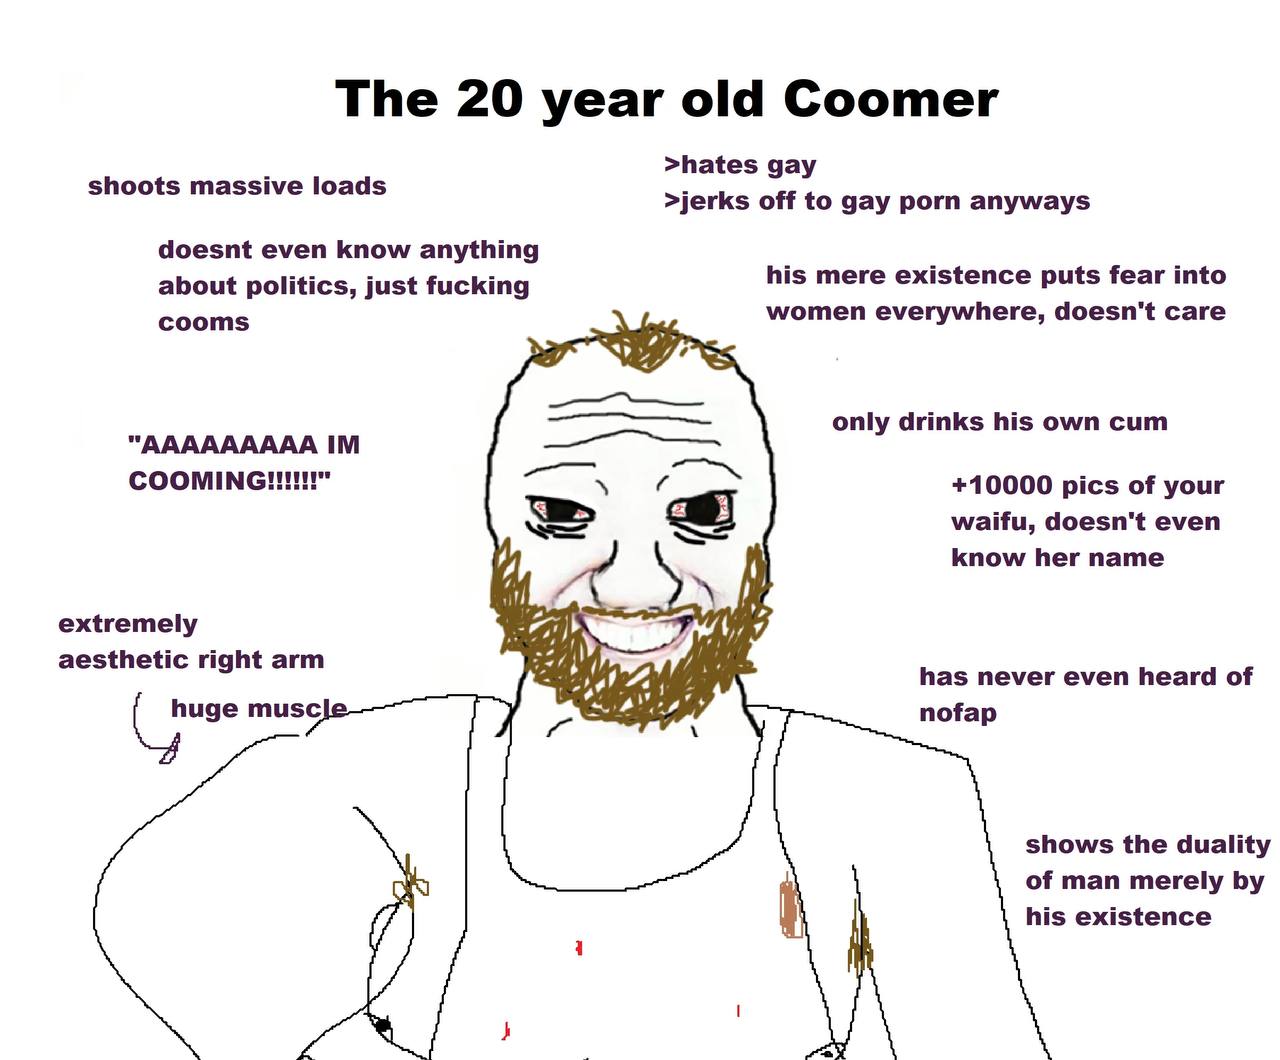 The 20 year old Coomer
shoots massive loads
>hates gay
>jerks off to gay porn anyways
doesnt even know anything
about politics, just fucking
cooms
his mere existence puts fear into
women everywhere, doesn't care
"AAAAAAAAA IM
COOMING!!!!!!"
only drinks his own cum
+10000 pics of your
waifu, doesn't even
know her name
extremely
aesthetic right arm
huge muscle
has never even heard of
nofap
shows the duality
of man merely by
his existence